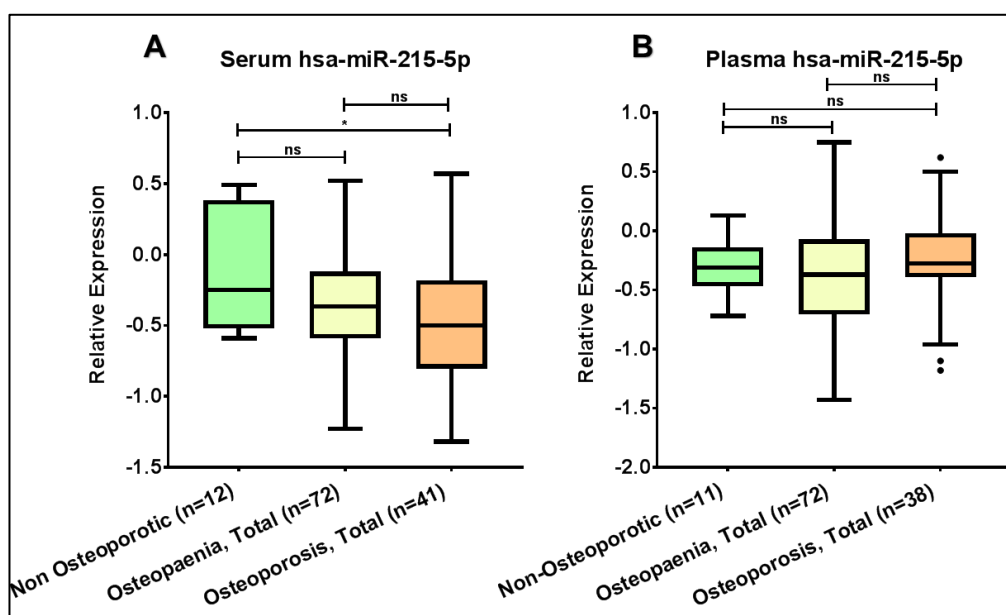 A
Serum hsa-miR-215-5p
ns
*
ns
1.0
0.5
0.0
-0.5
-1.0
-1.5
Relative Expression
Non Osteoporotic (n=12)
Osteopaenia, Total (n=72)
Osteoporosis, Total (n=41)
B
Plasma hsa-miR-215-5p
ns
ns
ns
1.0
0.5
0.0
-0.5
-1.0
-1.5
-2.0
Relative Expression
Non-Osteoporotic (n=11)
Osteopaenia, Total (n=72)
Osteoporosis, Total (n=38)